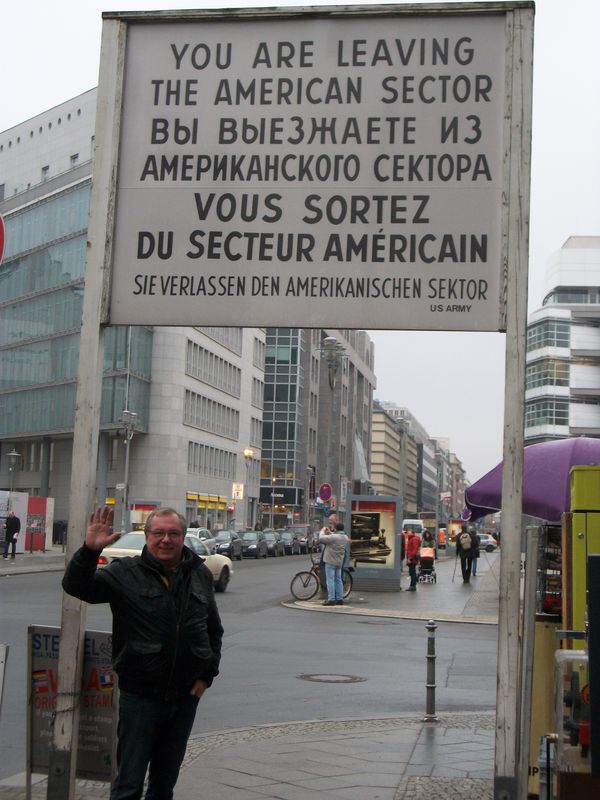 YOU ARE LEAVING
THE AMERICAN SECTOR
ВЫ ВЫЕЗЖАЕТЕ ИЗ
АМЕРИКАНСКОГО СЕКТОРА
VOUS SORTEZ
DU SECTEUR AMÉRICAIN
SIE VERLASSEN DEN AMERIKANISCHEN SEKTOR
US ARMY